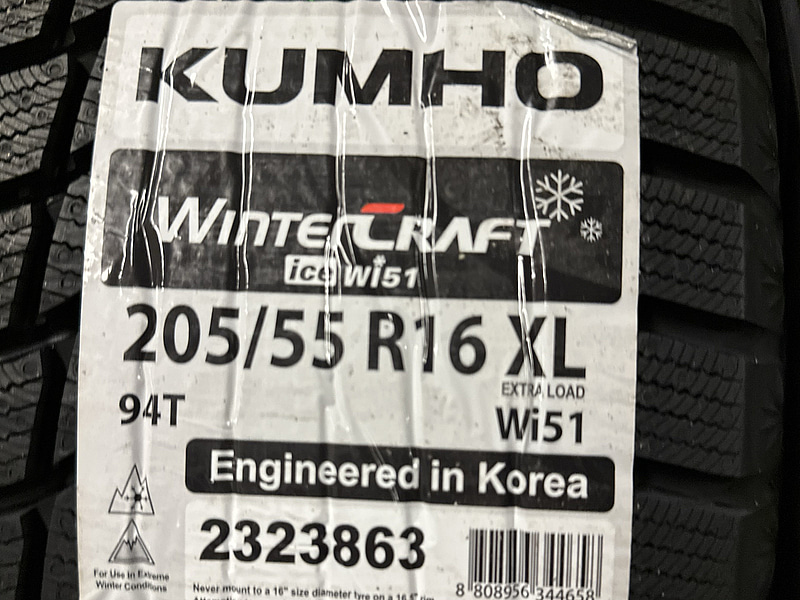 KUMHO
WINTERCRAFT
ice wi51
205/55 R16 XL
EXTRA LOAD
94T
Wi51
Engineered in Korea
2323863
For Use in Extreme
Winter Conditions
8 808956 344658
Never mount to a 16" size diameter tyre on a 16.5" rim